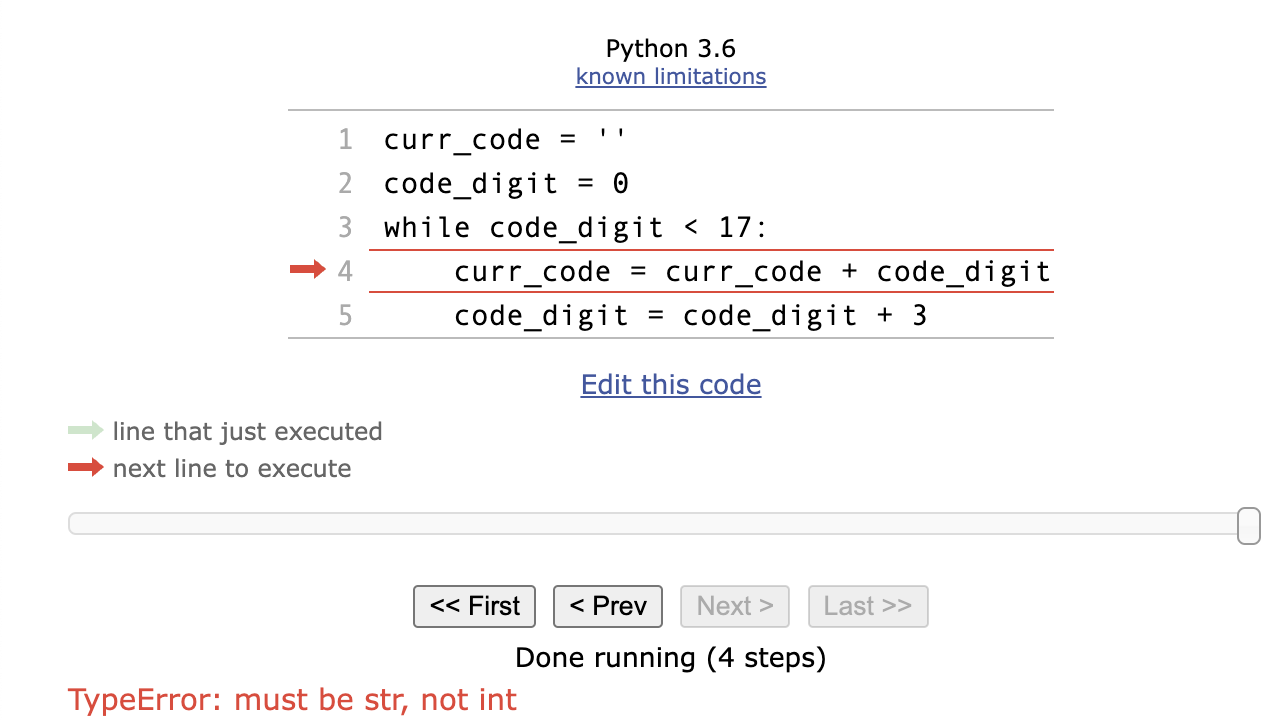 Python 3.6
known limitations
1 curr_code = ''
2 code_digit = 0
3 while code_digit < 17:
4     curr_code = curr_code + code_digit
5     code_digit = code_digit + 3
Edit this code
line that just executed
next line to execute
<< First < Prev Next > Last >>
Done running (4 steps)
TypeError: must be str, not int